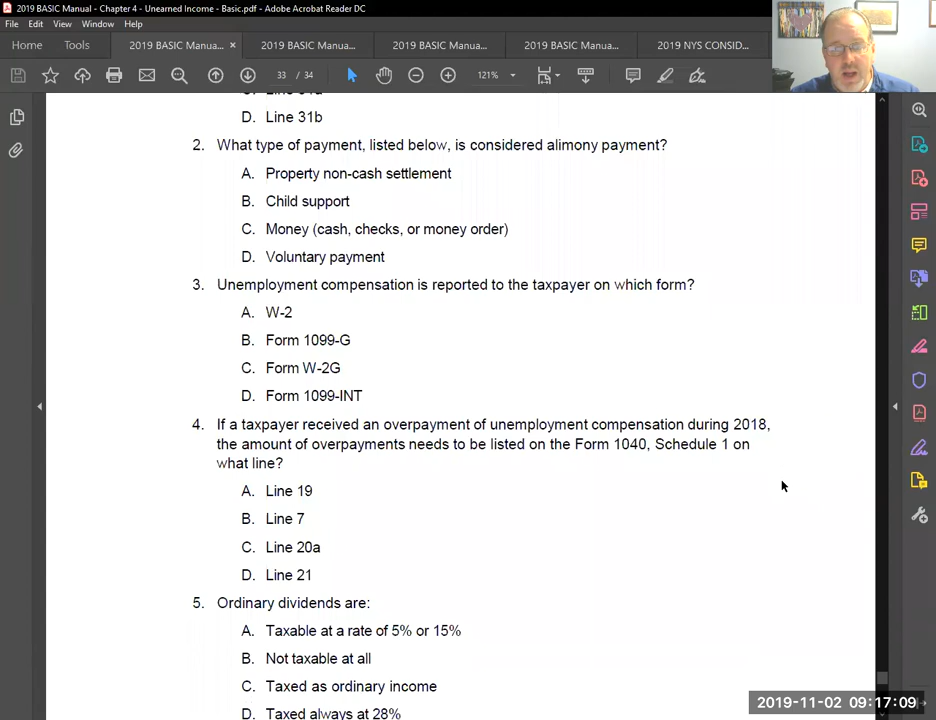 2019 BASIC Manual - Chapter 4 - Unearned Income - Basic.pdf - Adobe Acrobat Reader DC
File Edit View Window Help
Home Tools 2019 BASIC Manua... × 2019 BASIC Manua... 2019 BASIC Manua... 2019 BASIC Manua... 2019 NYS CONSID...
33 / 34 121%
D. Line 31b
2. What type of payment, listed below, is considered alimony payment?
A. Property non-cash settlement
B. Child support
C. Money (cash, checks, or money order)
D. Voluntary payment
3. Unemployment compensation is reported to the taxpayer on which form?
A. W-2
B. Form 1099-G
C. Form W-2G
D. Form 1099-INT
4. If a taxpayer received an overpayment of unemployment compensation during 2018,
the amount of overpayments needs to be listed on the Form 1040, Schedule 1 on
what line?
A. Line 19
B. Line 7
C. Line 20a
D. Line 21
5. Ordinary dividends are:
A. Taxable at a rate of 5% or 15%
B. Not taxable at all
C. Taxed as ordinary income
D. Taxed always at 28%
2019-11-02 09:17:09